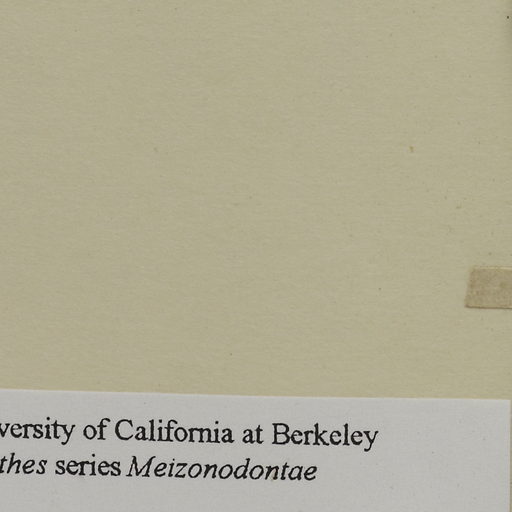 versity of California at Berkeley
thes series Meizonodontae